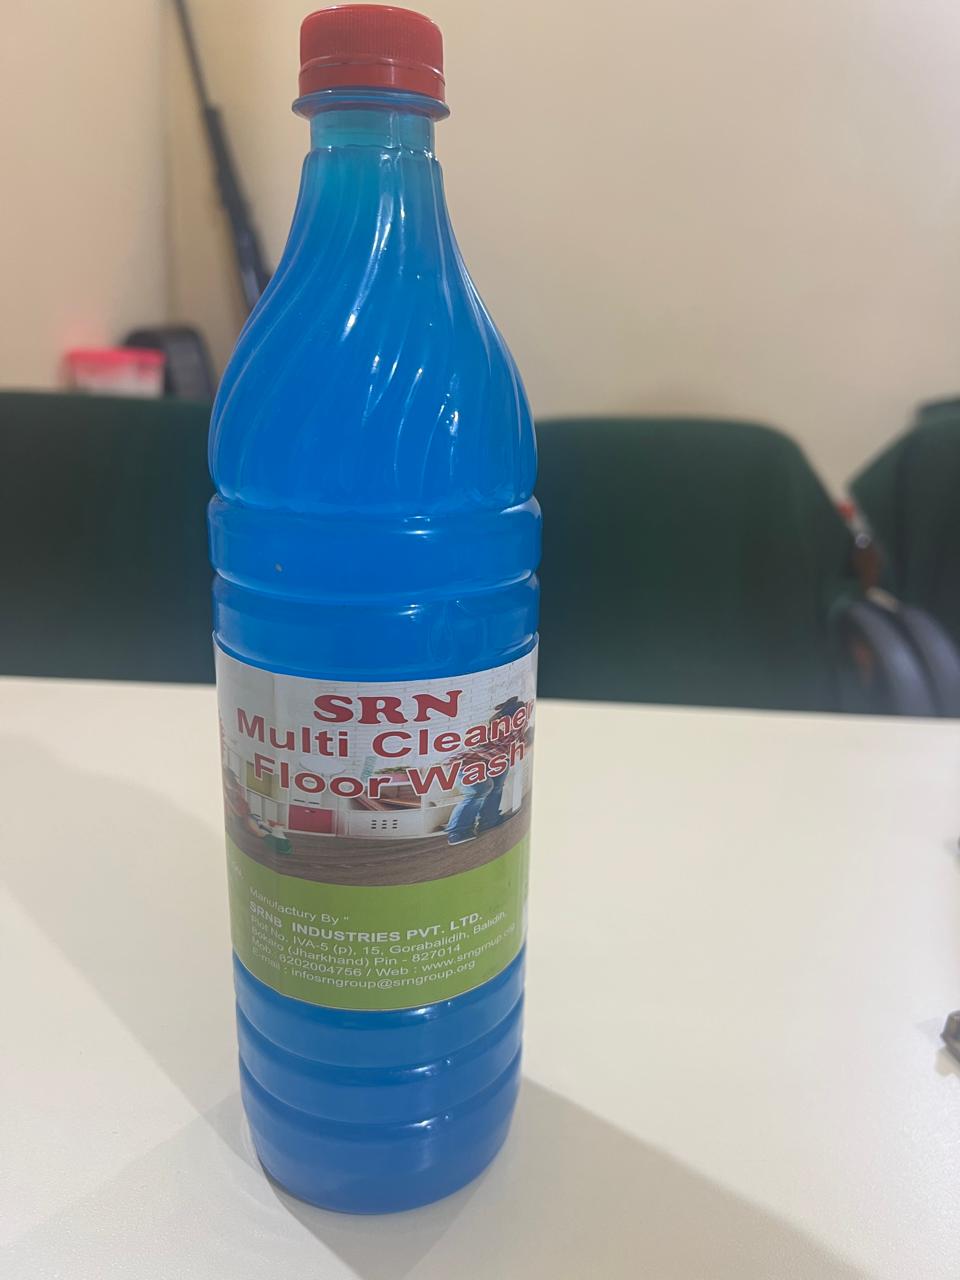 SRN
Multi Cleaner
Floor Wash
Manufactury By "
SRNB INDUSTRIES PVT. LTD.
Plot No. IVA-5 (p), 15, Gorabalidih, Balidih,
Bokaro (Jharkhand) Pin - 827014
Mob : 6202004756 / Web : www.srngroup.org
E-mail : infosrngroup@srngroup.org